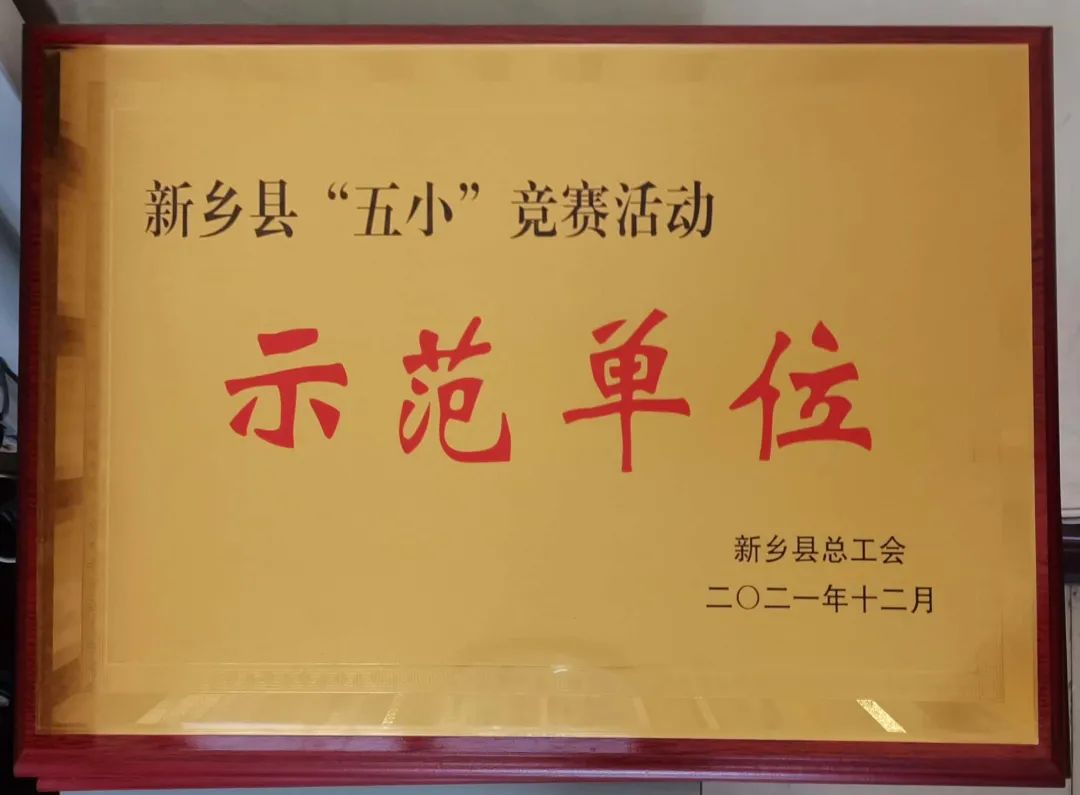 新乡县“五小”竞赛活动
示范单位
新乡县总工会
二〇二一年十二月